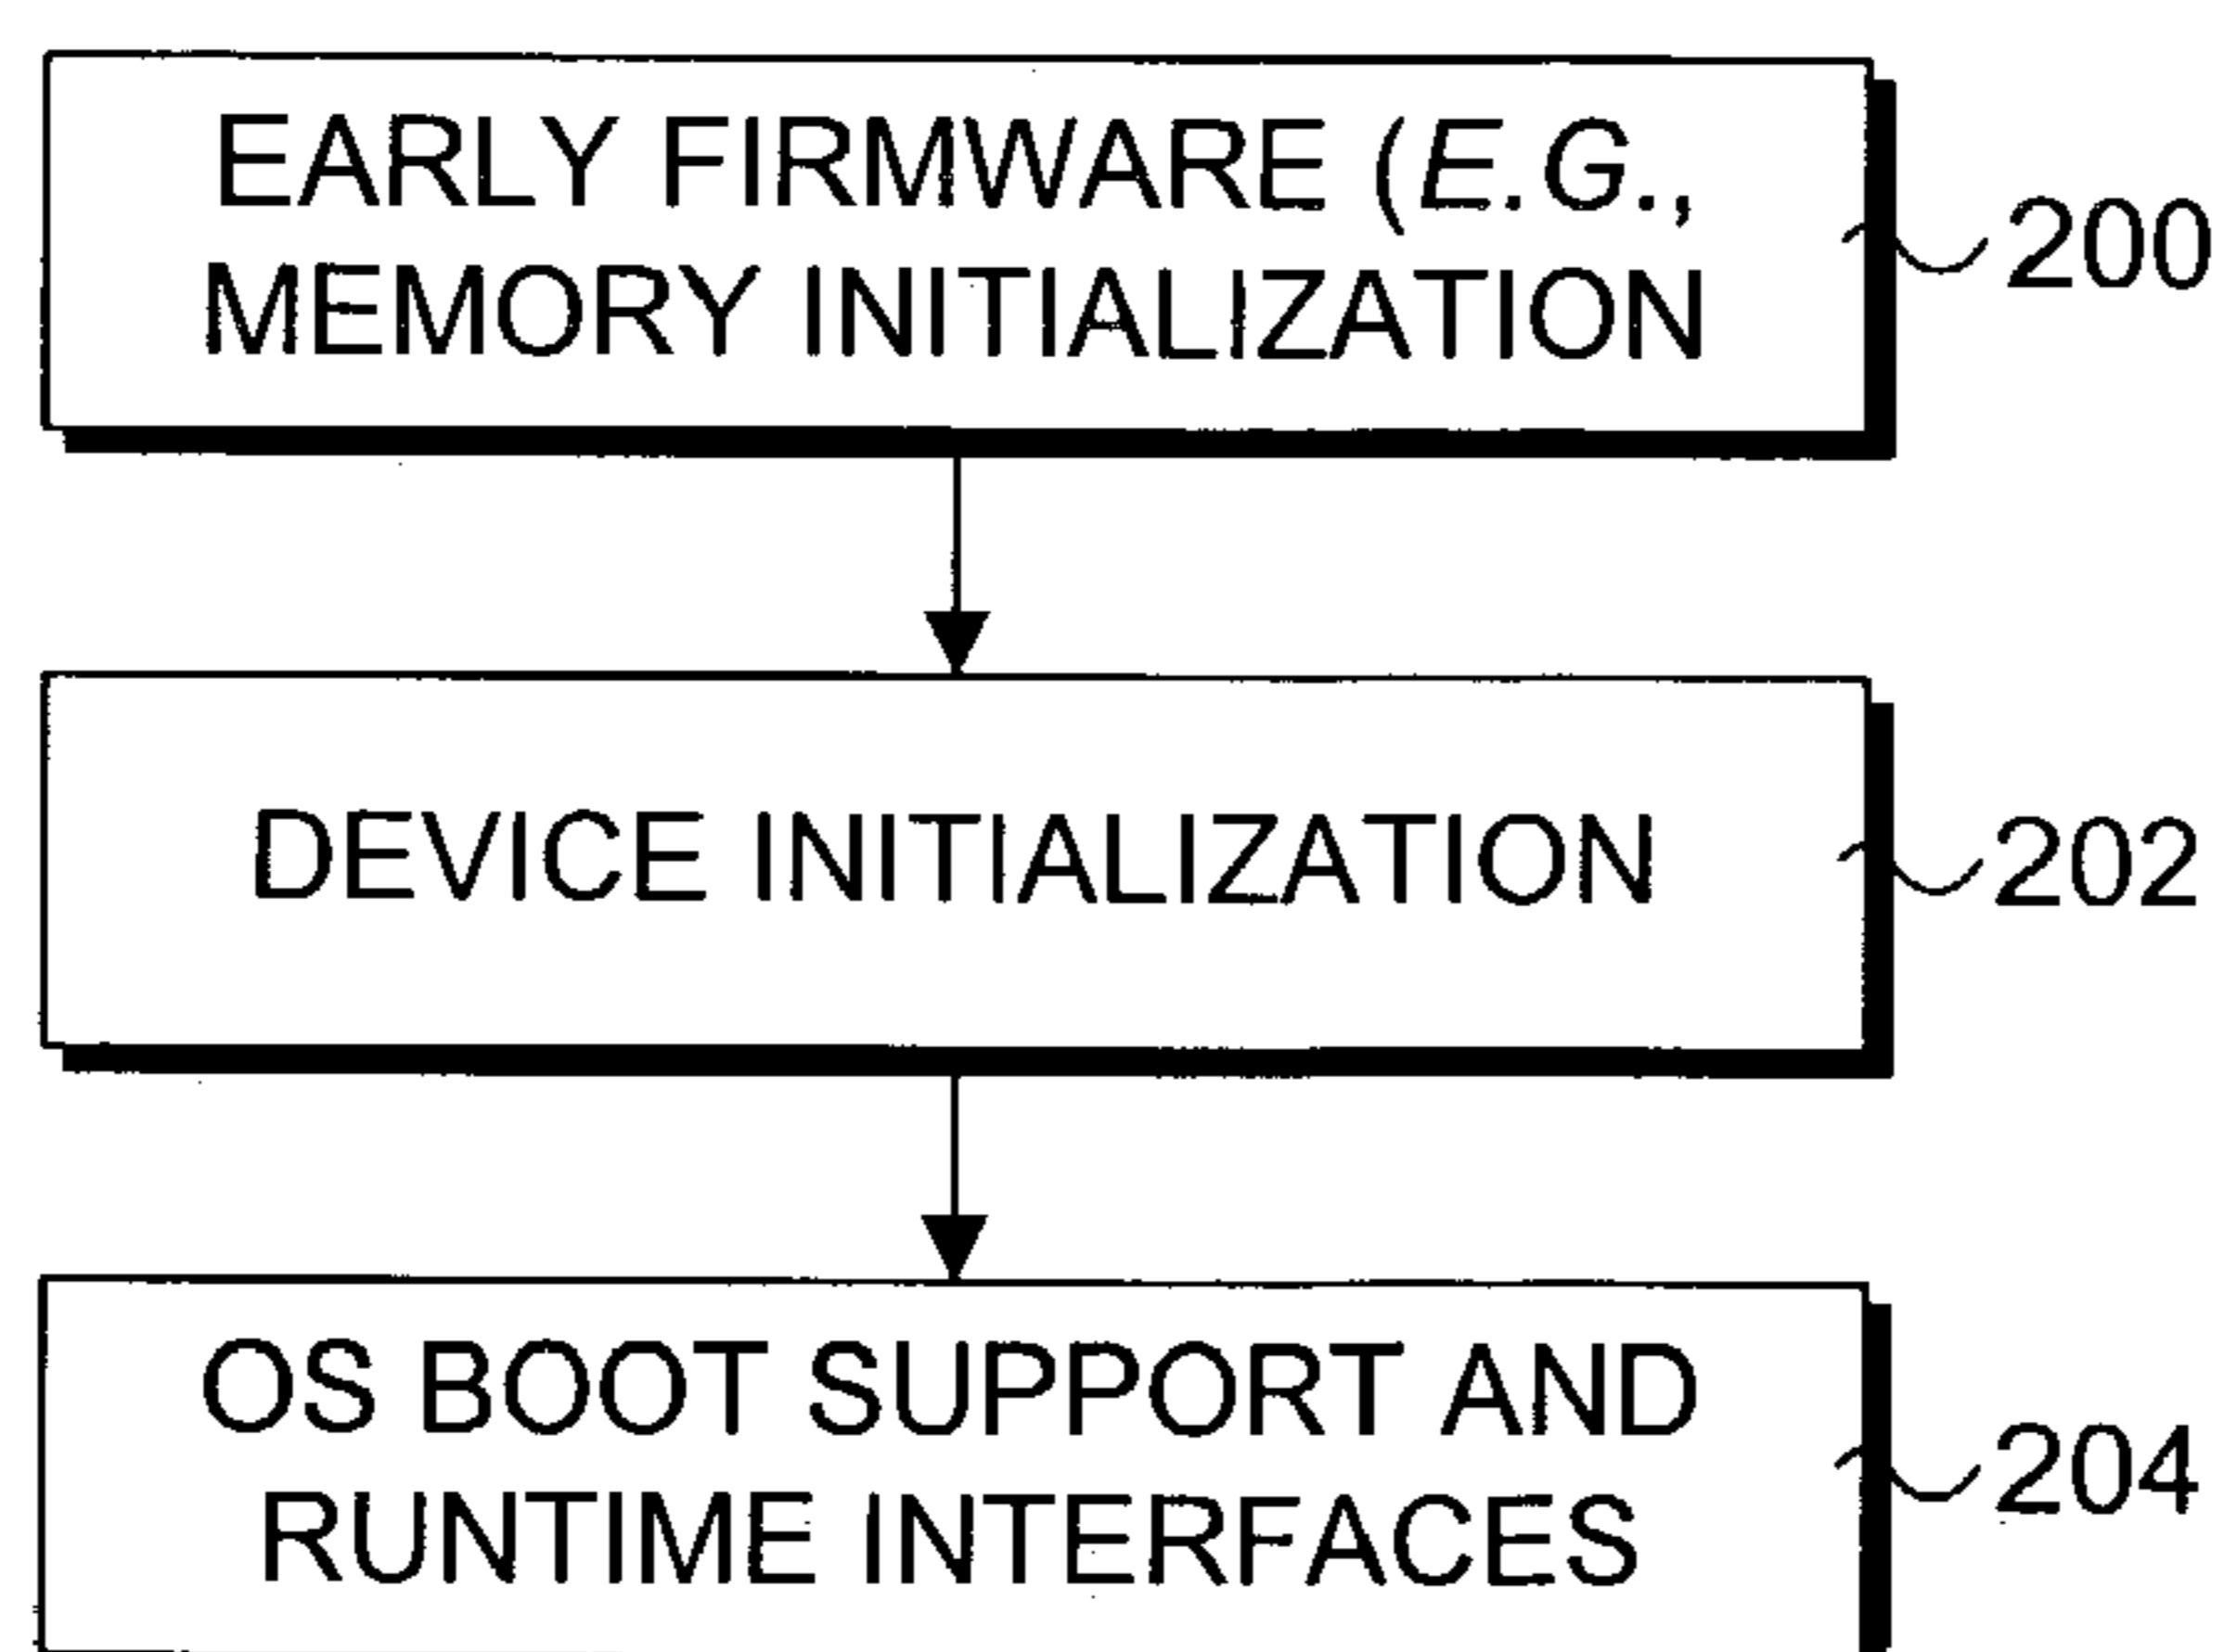 EARLY FIRMWARE (E.G.,
MEMORY INITIALIZATION
200
DEVICE INITIALIZATION
202
OS BOOT SUPPORT AND
RUNTIME INTERFACES
204